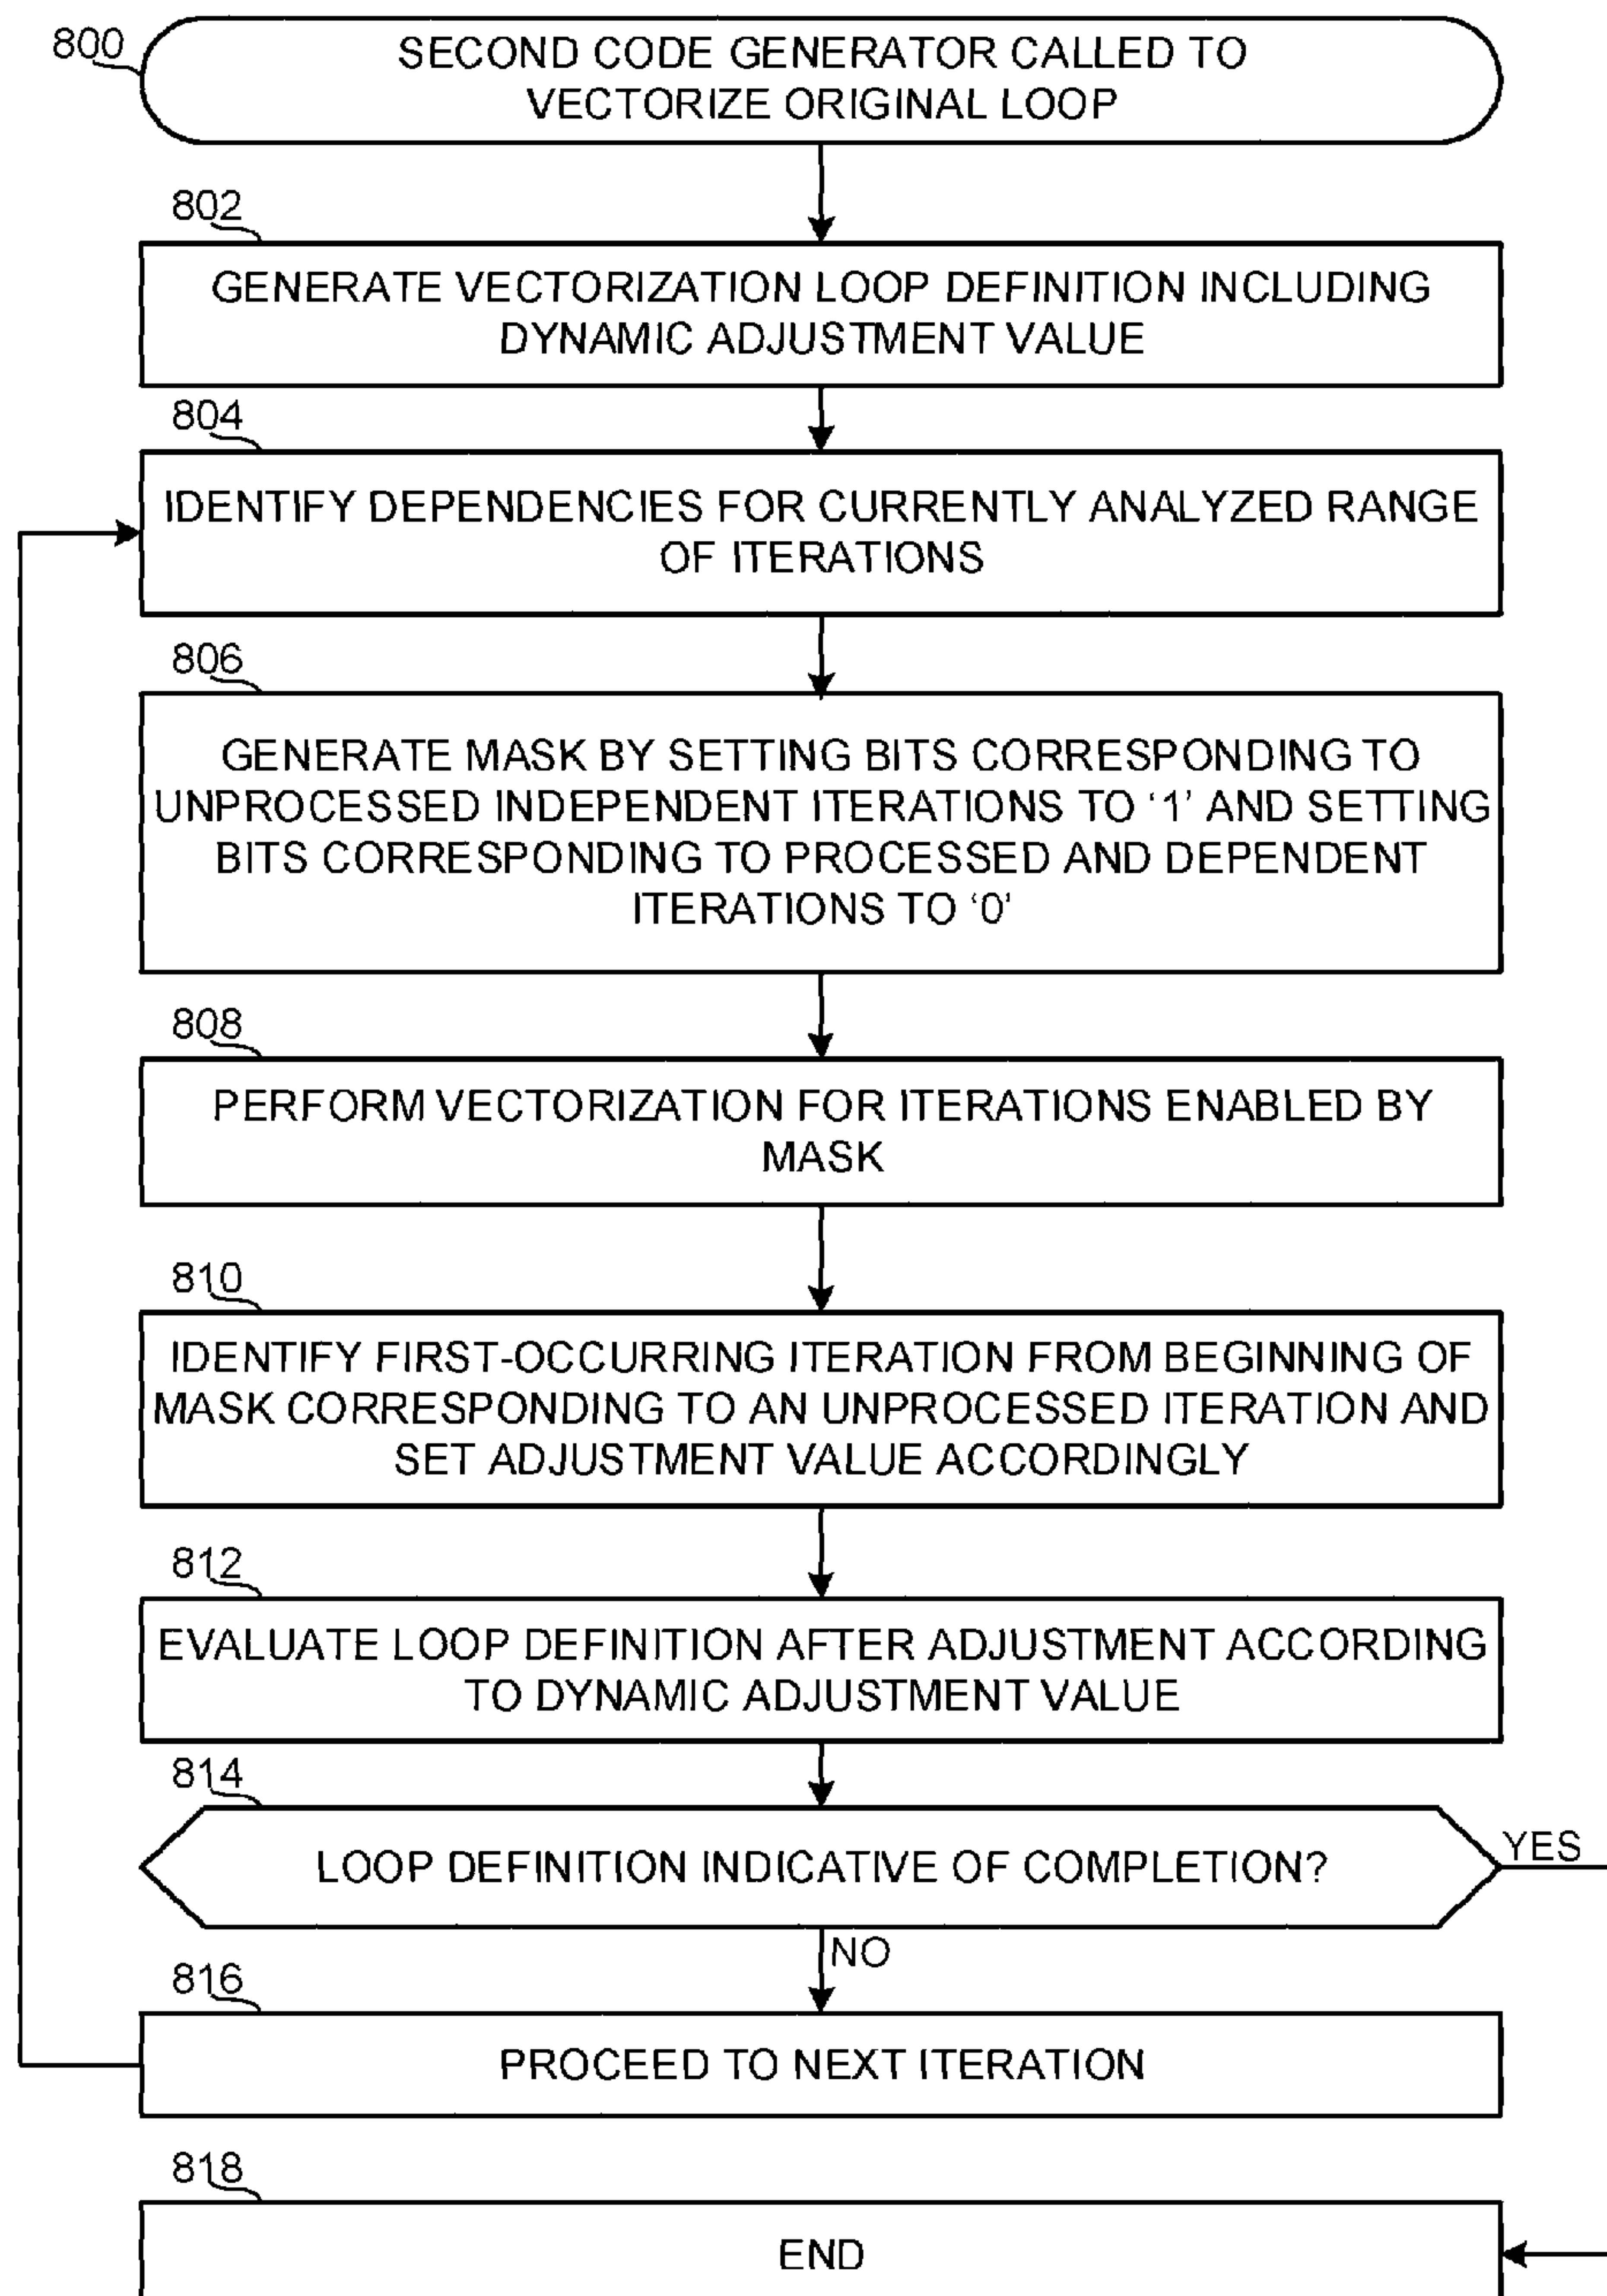 800
SECOND CODE GENERATOR CALLED TO
VECTORIZE ORIGINAL LOOP
802
GENERATE VECTORIZATION LOOP DEFINITION INCLUDING
DYNAMIC ADJUSTMENT VALUE
804
IDENTIFY DEPENDENCIES FOR CURRENTLY ANALYZED RANGE
OF ITERATIONS
806
GENERATE MASK BY SETTING BITS CORRESPONDING TO
UNPROCESSED INDEPENDENT ITERATIONS TO ‘1’ AND SETTING
BITS CORRESPONDING TO PROCESSED AND DEPENDENT
ITERATIONS TO ‘0’
808
PERFORM VECTORIZATION FOR ITERATIONS ENABLED BY
MASK
810
IDENTIFY FIRST-OCCURRING ITERATION FROM BEGINNING OF
MASK CORRESPONDING TO AN UNPROCESSED ITERATION AND
SET ADJUSTMENT VALUE ACCORDINGLY
812
EVALUATE LOOP DEFINITION AFTER ADJUSTMENT ACCORDING
TO DYNAMIC ADJUSTMENT VALUE
814
LOOP DEFINITION INDICATIVE OF COMPLETION?
YES
NO
816
PROCEED TO NEXT ITERATION
818
END